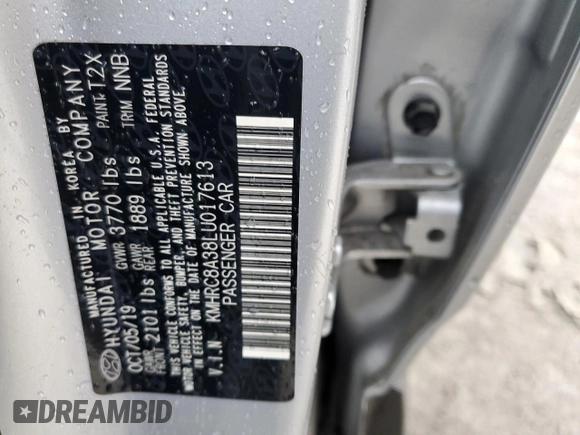 MANUFACTURED IN KOREA BY
HYUNDAI MOTOR COMPANY
OCT/05/19 GVWR 3770 lbs PAINT T2X
GAWR FRONT 2101 lbs GAWR REAR 1889 lbs TRIM NNB
THIS VEHICLE CONFORMS TO ALL APPLICABLE U.S.A. FEDERAL
MOTOR VEHICLE SAFETY, BUMPER, AND THEFT PREVENTION STANDARDS
IN EFFECT ON THE DATE OF MANUFACTURE SHOWN ABOVE.
V.I.N KMHRC8A38LU017613
PASSENGER CAR
DREAMBID